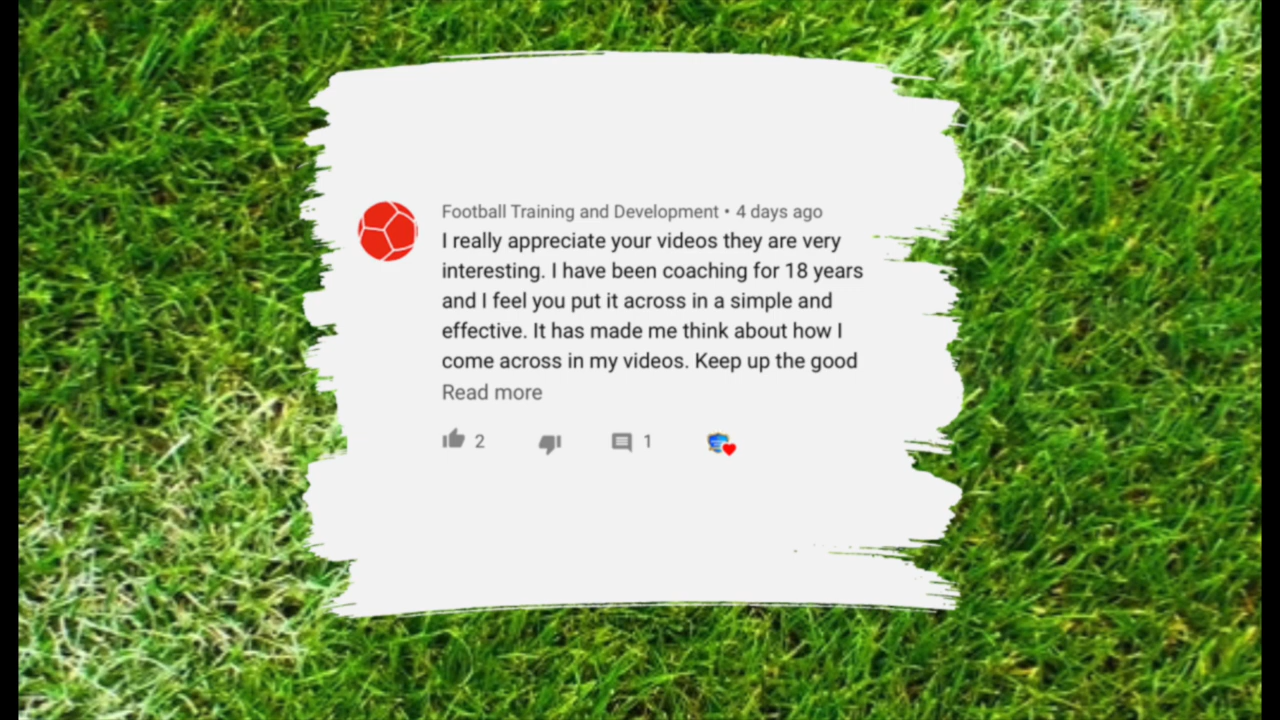 Football Training and Development • 4 days ago
I really appreciate your videos they are very
interesting. I have been coaching for 18 years
and I feel you put it across in a simple and
effective. It has made me think about how I
come across in my videos. Keep up the good
Read more
2
1